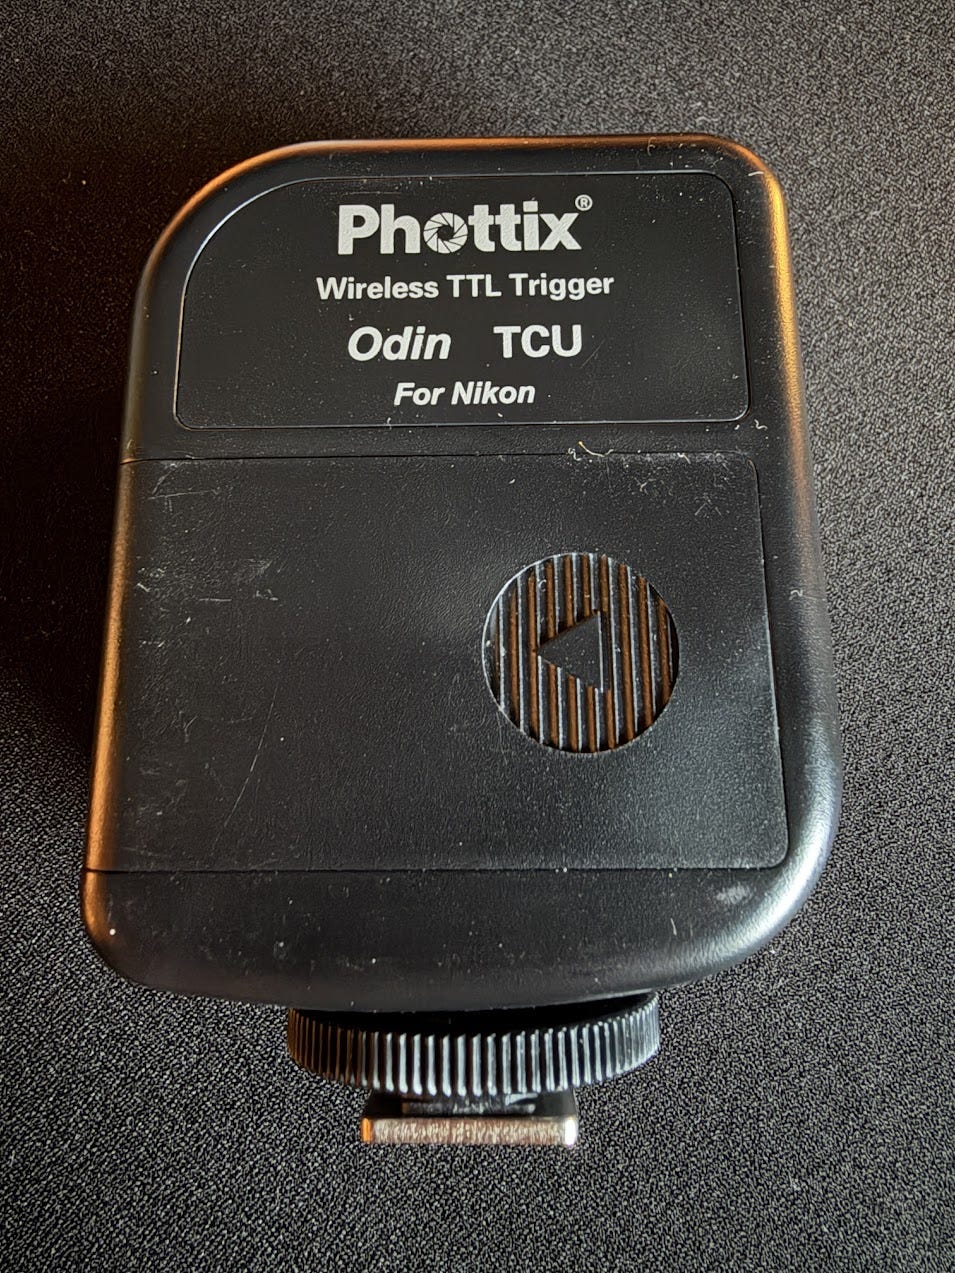 Phottix®
Wireless TTL Trigger
Odin TCU
For Nikon